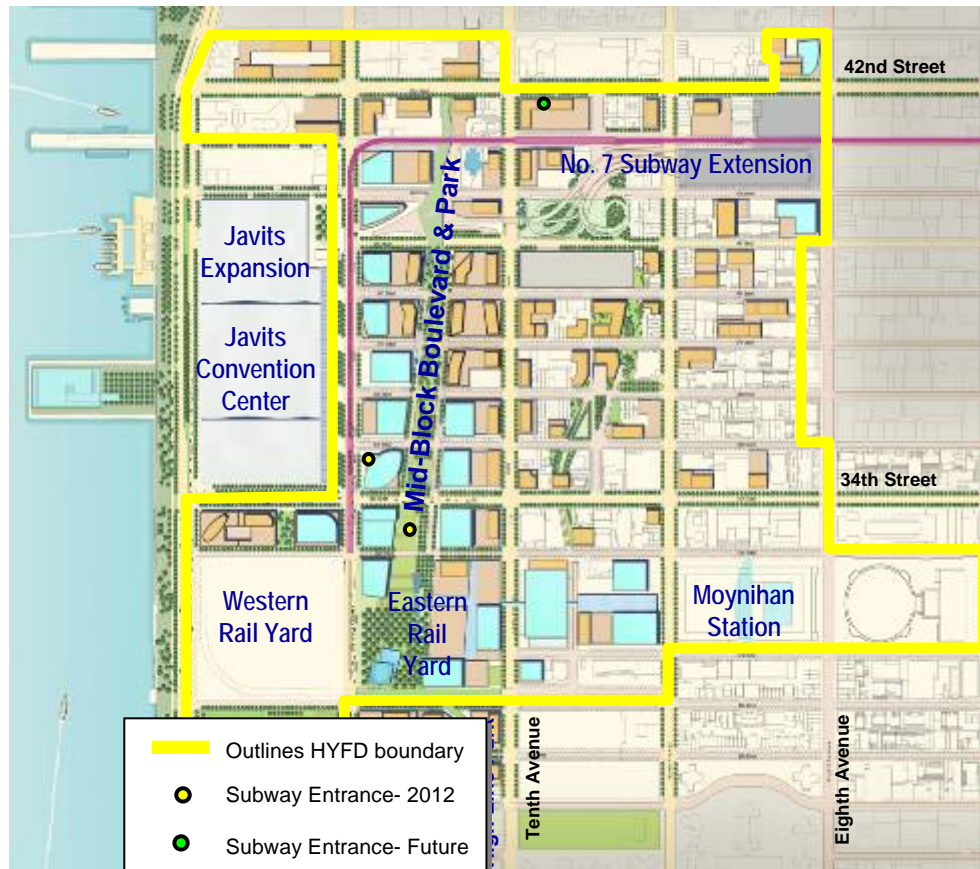 42nd Street
No. 7 Subway Extension
Mid-Block Boulevard & Park
Javits
Expansion
Javits
Convention
Center
34th Street
Western
Rail Yard
Eastern
Rail
Yard
Moynihan
Station
Outlines HYFD boundary
Subway Entrance- 2012
Subway Entrance- Future
Tenth Avenue
Eighth Avenue